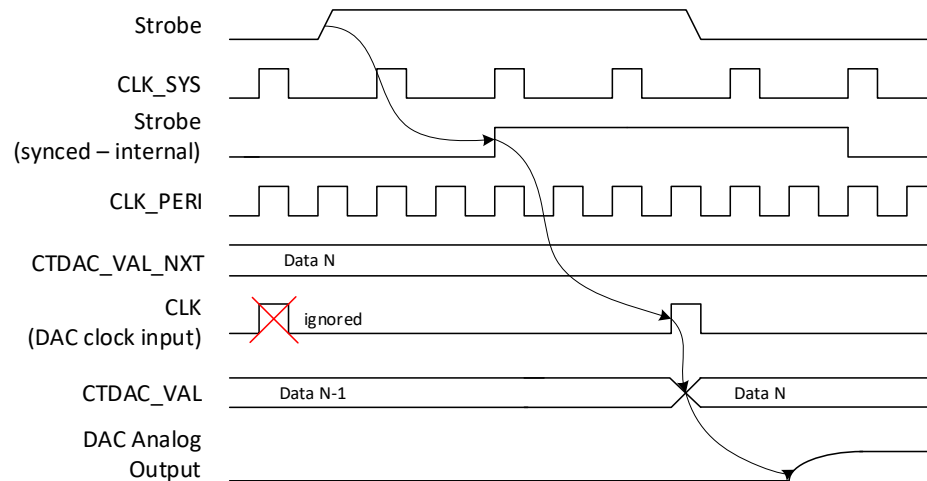 Strobe
CLK_SYS
Strobe
(synced – internal)
CLK_PERI
CTDAC_VAL_NXT
Data N
CLK
(DAC clock input)
ignored
CTDAC_VAL
Data N-1
Data N
DAC Analog
Output